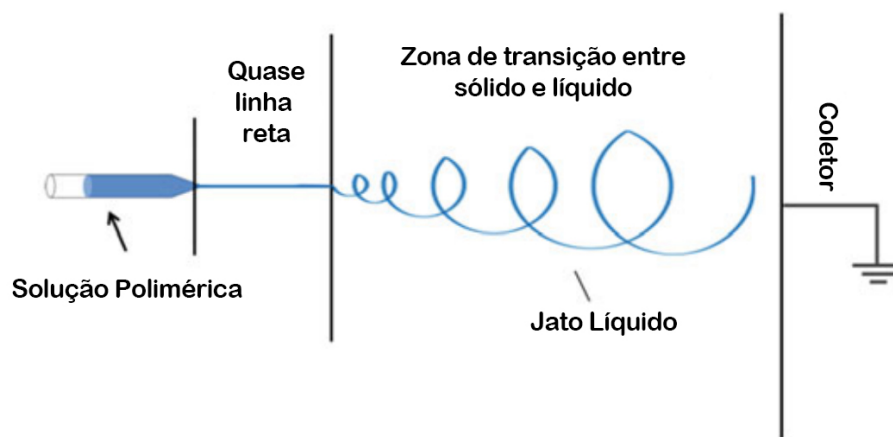 Quase
linha
reta
Zona de transição entre
sólido e líquido
Coletor
Solução Polimérica
Jato Líquido